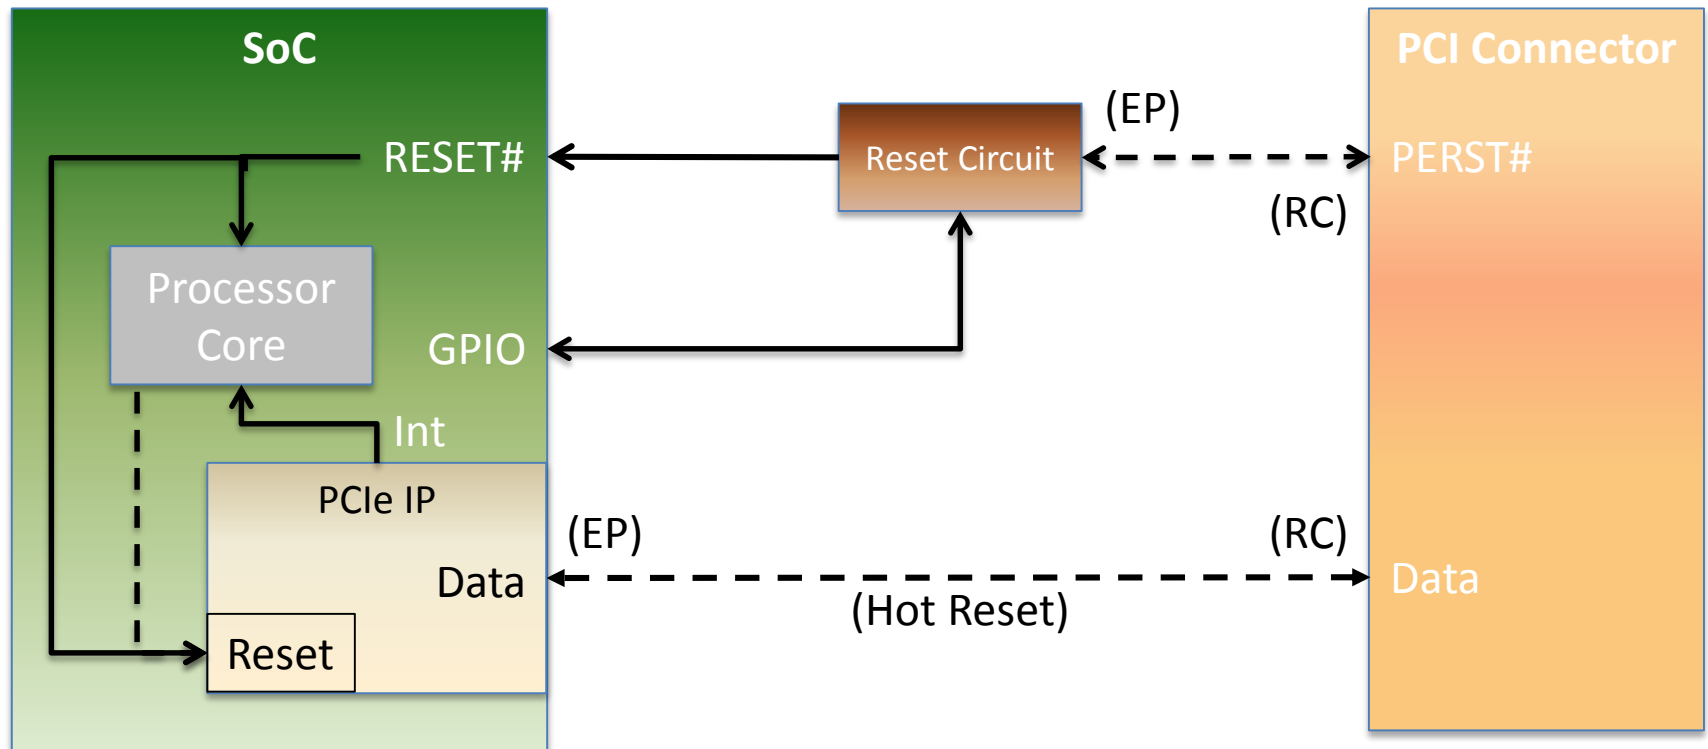 SoC
PCI Connector
(EP)
RESET#
Reset Circuit
PERST#
(RC)
Processor
Core
GPIO
Int
PCIe IP
(EP)
(RC)
Data
Data
(Hot Reset)
Reset